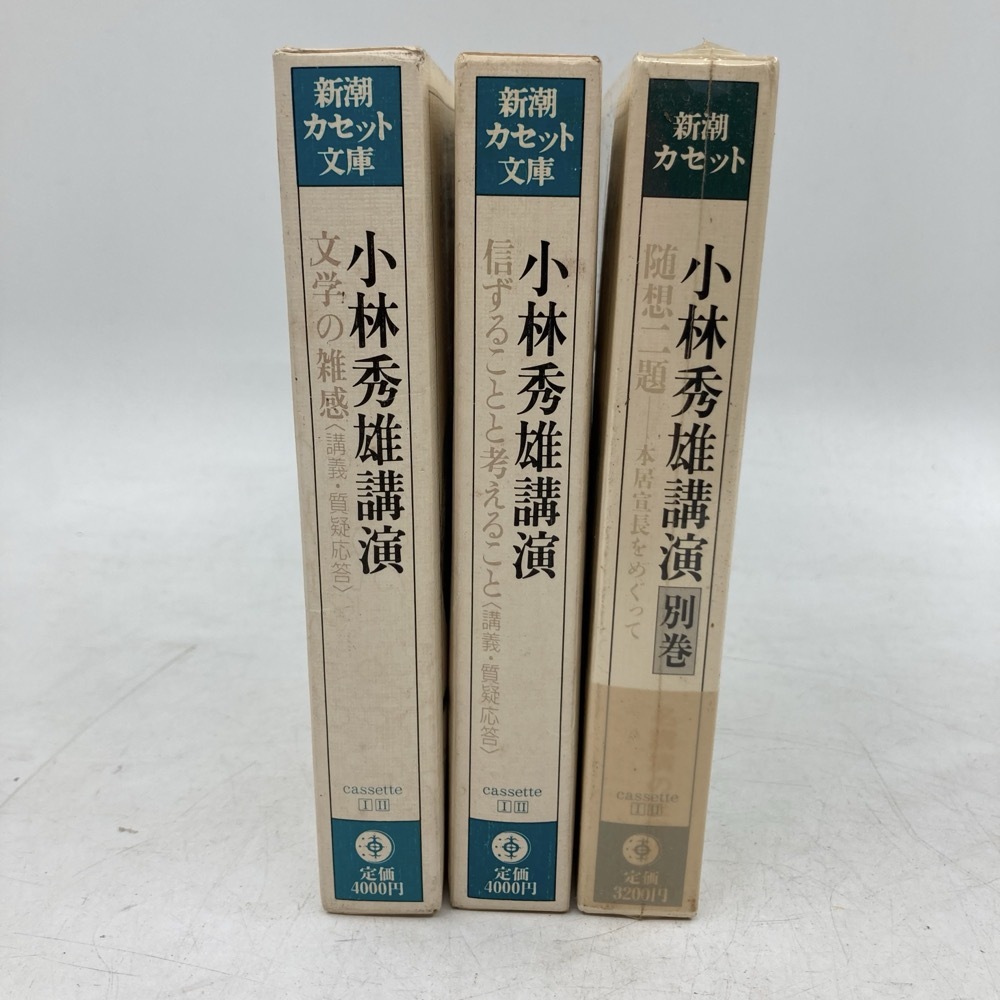 新潮
カセット
文庫
小林秀雄講演
文学の雑感〈講義・質疑応答〉
cassette
I II
定価
4000円
新潮
カセット
文庫
小林秀雄講演
信ずることと考えること〈講義・質疑応答〉
cassette
I II
定価
4000円
新潮
カセット
小林秀雄講演 別巻
随想二題――本居宣長をめぐって
cassette
I II
定価
3200円